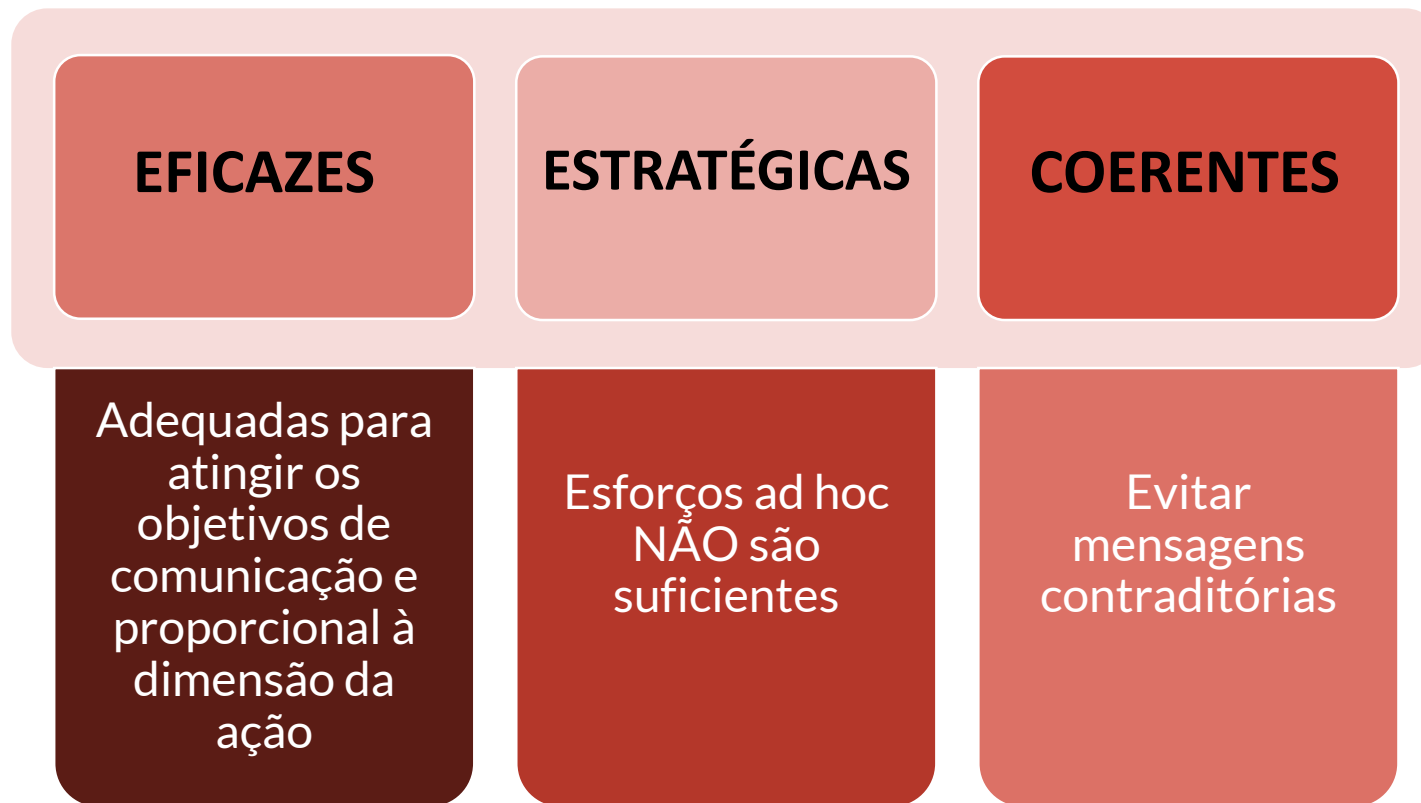 EFICAZES
ESTRATÉGICAS
COERENTES
Adequadas para
atingir os
objetivos de
comunicação e
proporcional à
dimensão da
ação
Esforços ad hoc
NÃO são
suficientes
Evitar
mensagens
contraditórias